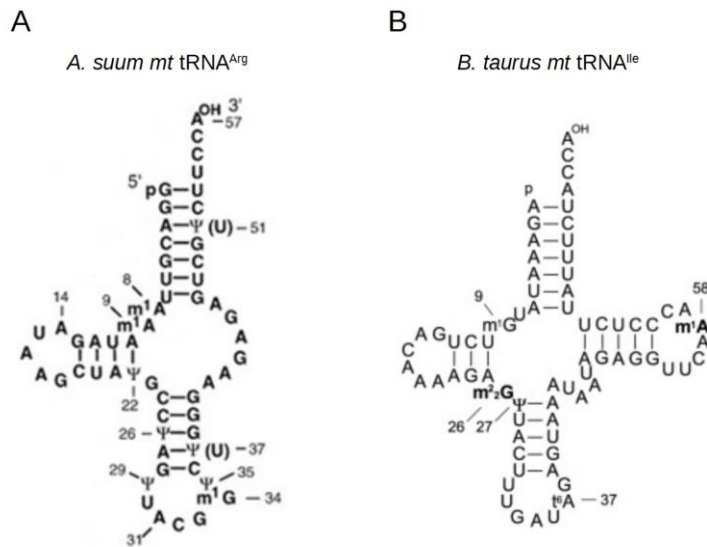 A
A. suum mt tRNAArg
OH 3'
A
57
C
C
U
5'
pG U
G C
A Ψ (U) 51
C G
G C
U U
U G
8
9
m1A
m1A
14
A G A U
U A
A
A G C U A
Ψ
22
G
A G A G A A
C G
C G
26 Ψ G
A Ψ (U) 37
G C
29 Ψ Ψ 35
U m1G 34
A C G
31
B
B. taurus mt tRNAIle
OH
A
C
C
A
p
A U
G C
A U
A U
A U
U A
A U
9
m1G U
G A C U G U C U
A C A A A A G A
m22G
26
27
U C U C C C A
58
m1A
A
C
A G A G G U U
U A A U A
Ψ A
U A
A U
C G
U A
U G
U A
G A U t6A 37